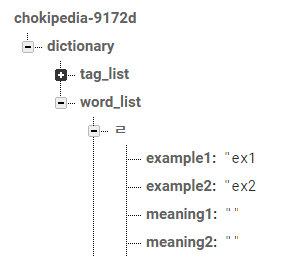 chokipedia-9172d
dictionary
tag_list
word_list
ㄹ
example1: "ex1
example2: "ex2
meaning1: ""
meaning2: ""